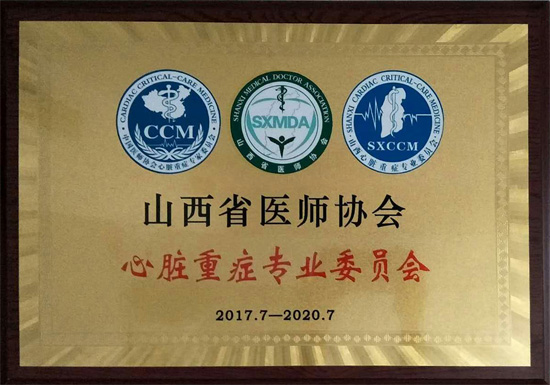 CARDIAC CRITICAL-CARE MEDICINE
CCM
SHANXI MEDICAL DOCTOR ASSOCIATION
SXMDA
山西省医师协会
SHANXI CARDIAC CRITICAL-CARE MEDICINE
SXCCM
山西省医师协会
心脏重症专业委员会
2017.7—2020.7